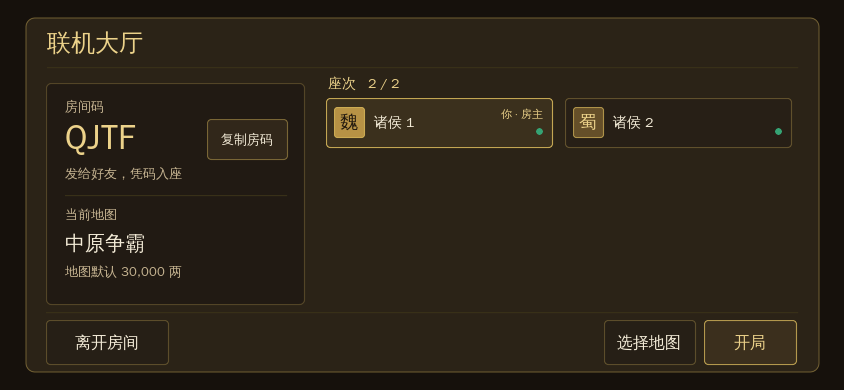 联机大厅
房间码
QJTF
复制房码
发给好友，凭码入座
当前地图
中原争霸
地图默认 30,000 两
座次 2/2
魏 诸侯 1 你 · 房主
蜀 诸侯 2
离开房间
选择地图
开局